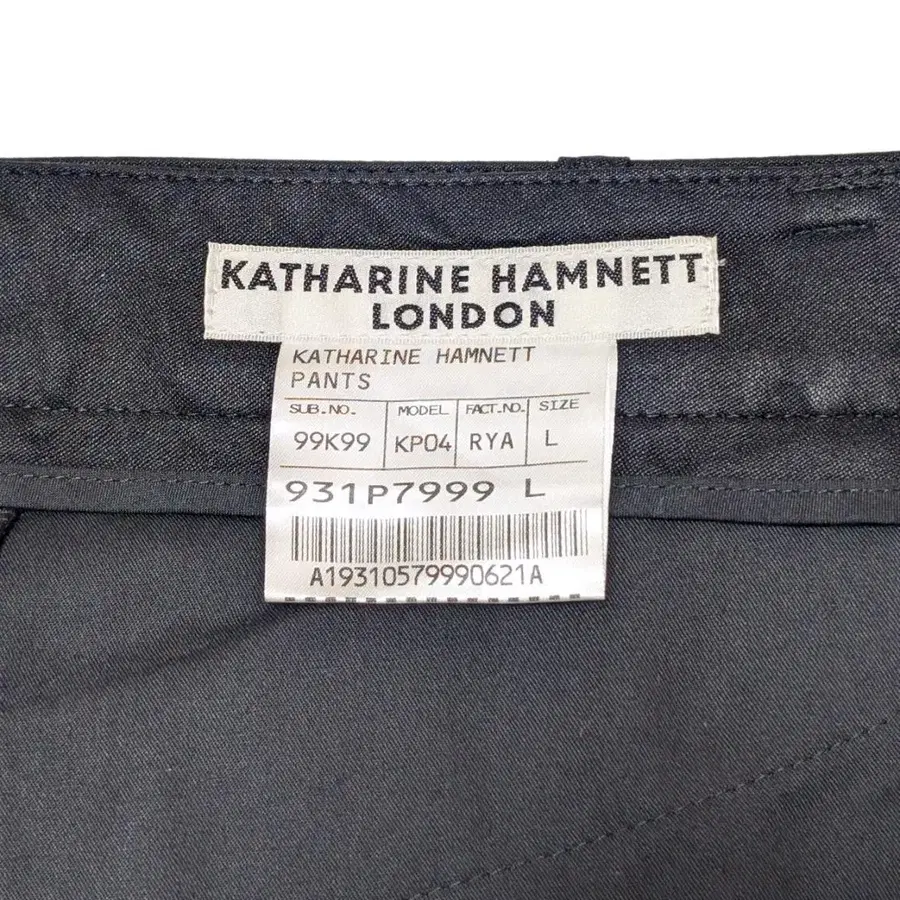 KATHARINE HAMNETT
LONDON
KATHARINE HAMNETT
PANTS
SUB.NO. MODEL FACT.NO. SIZE
99K99 KP04 RYA L
931P7999 L
A19310579990621A